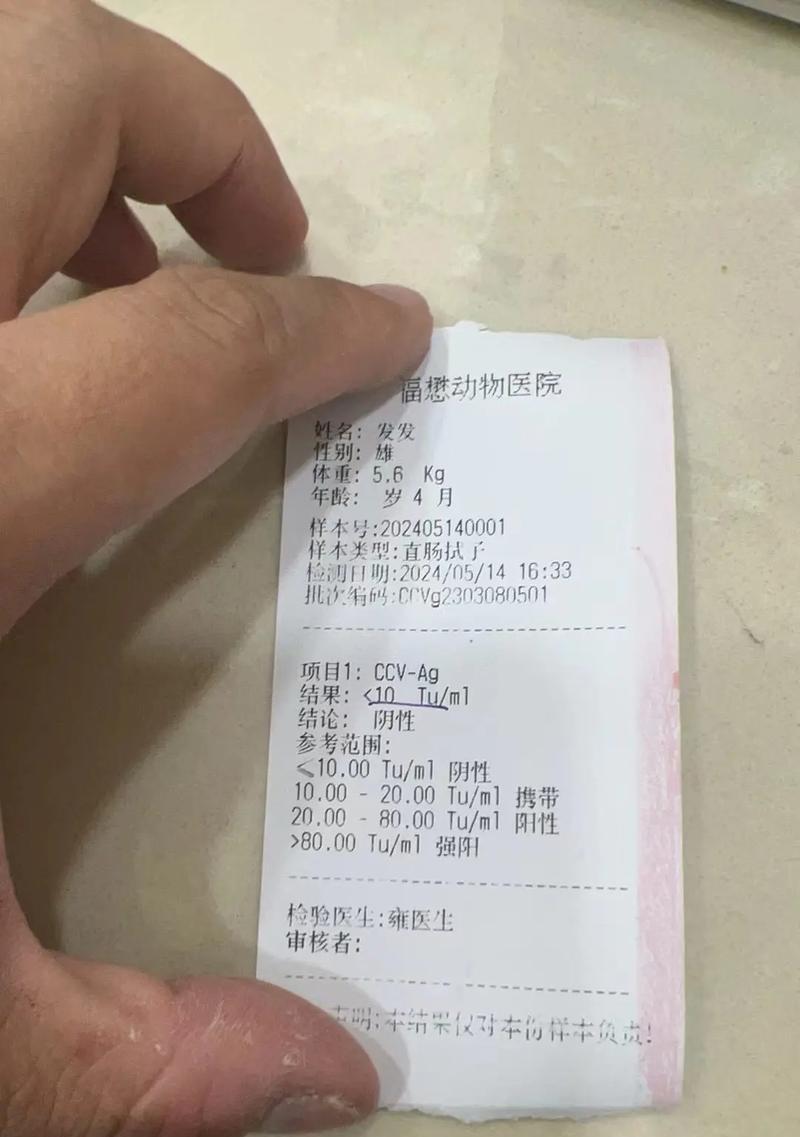 福懋动物医院
姓名: 发发
性别: 雄
体重: 5.6 Kg
年龄: 岁 4 月
样本号:202405140001
样本类型:直肠拭子
检测日期:2024/05/14 16:33
批次编码:CCVg2303080501
项目1: CCV-Ag
结果: <10 Tu/ml
结论: 阴性
参考范围:
<10.00 Tu/ml 阴性
10.00 - 20.00 Tu/ml 携带
20.00 - 80.00 Tu/ml 阳性
>80.00 Tu/ml 强阳
检验医生:雍医生
审核者:
声明:本结果仅对本份样本负责!